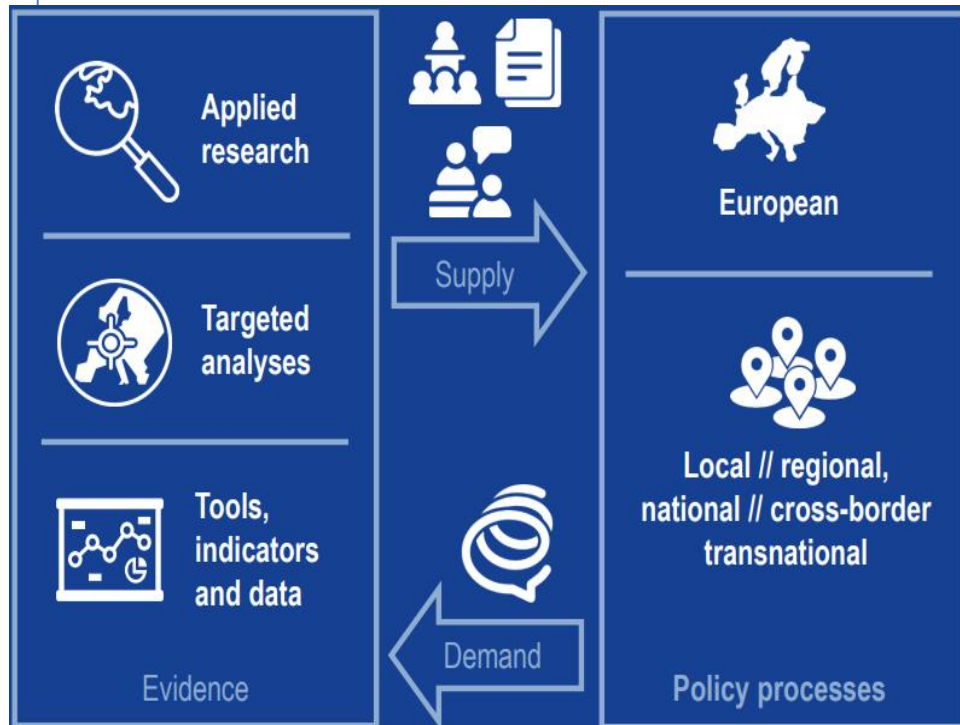 Applied
research
Targeted
analyses
Tools,
indicators
and data
Evidence
Supply
Demand
European
Local // regional,
national // cross-border
transnational
Policy processes